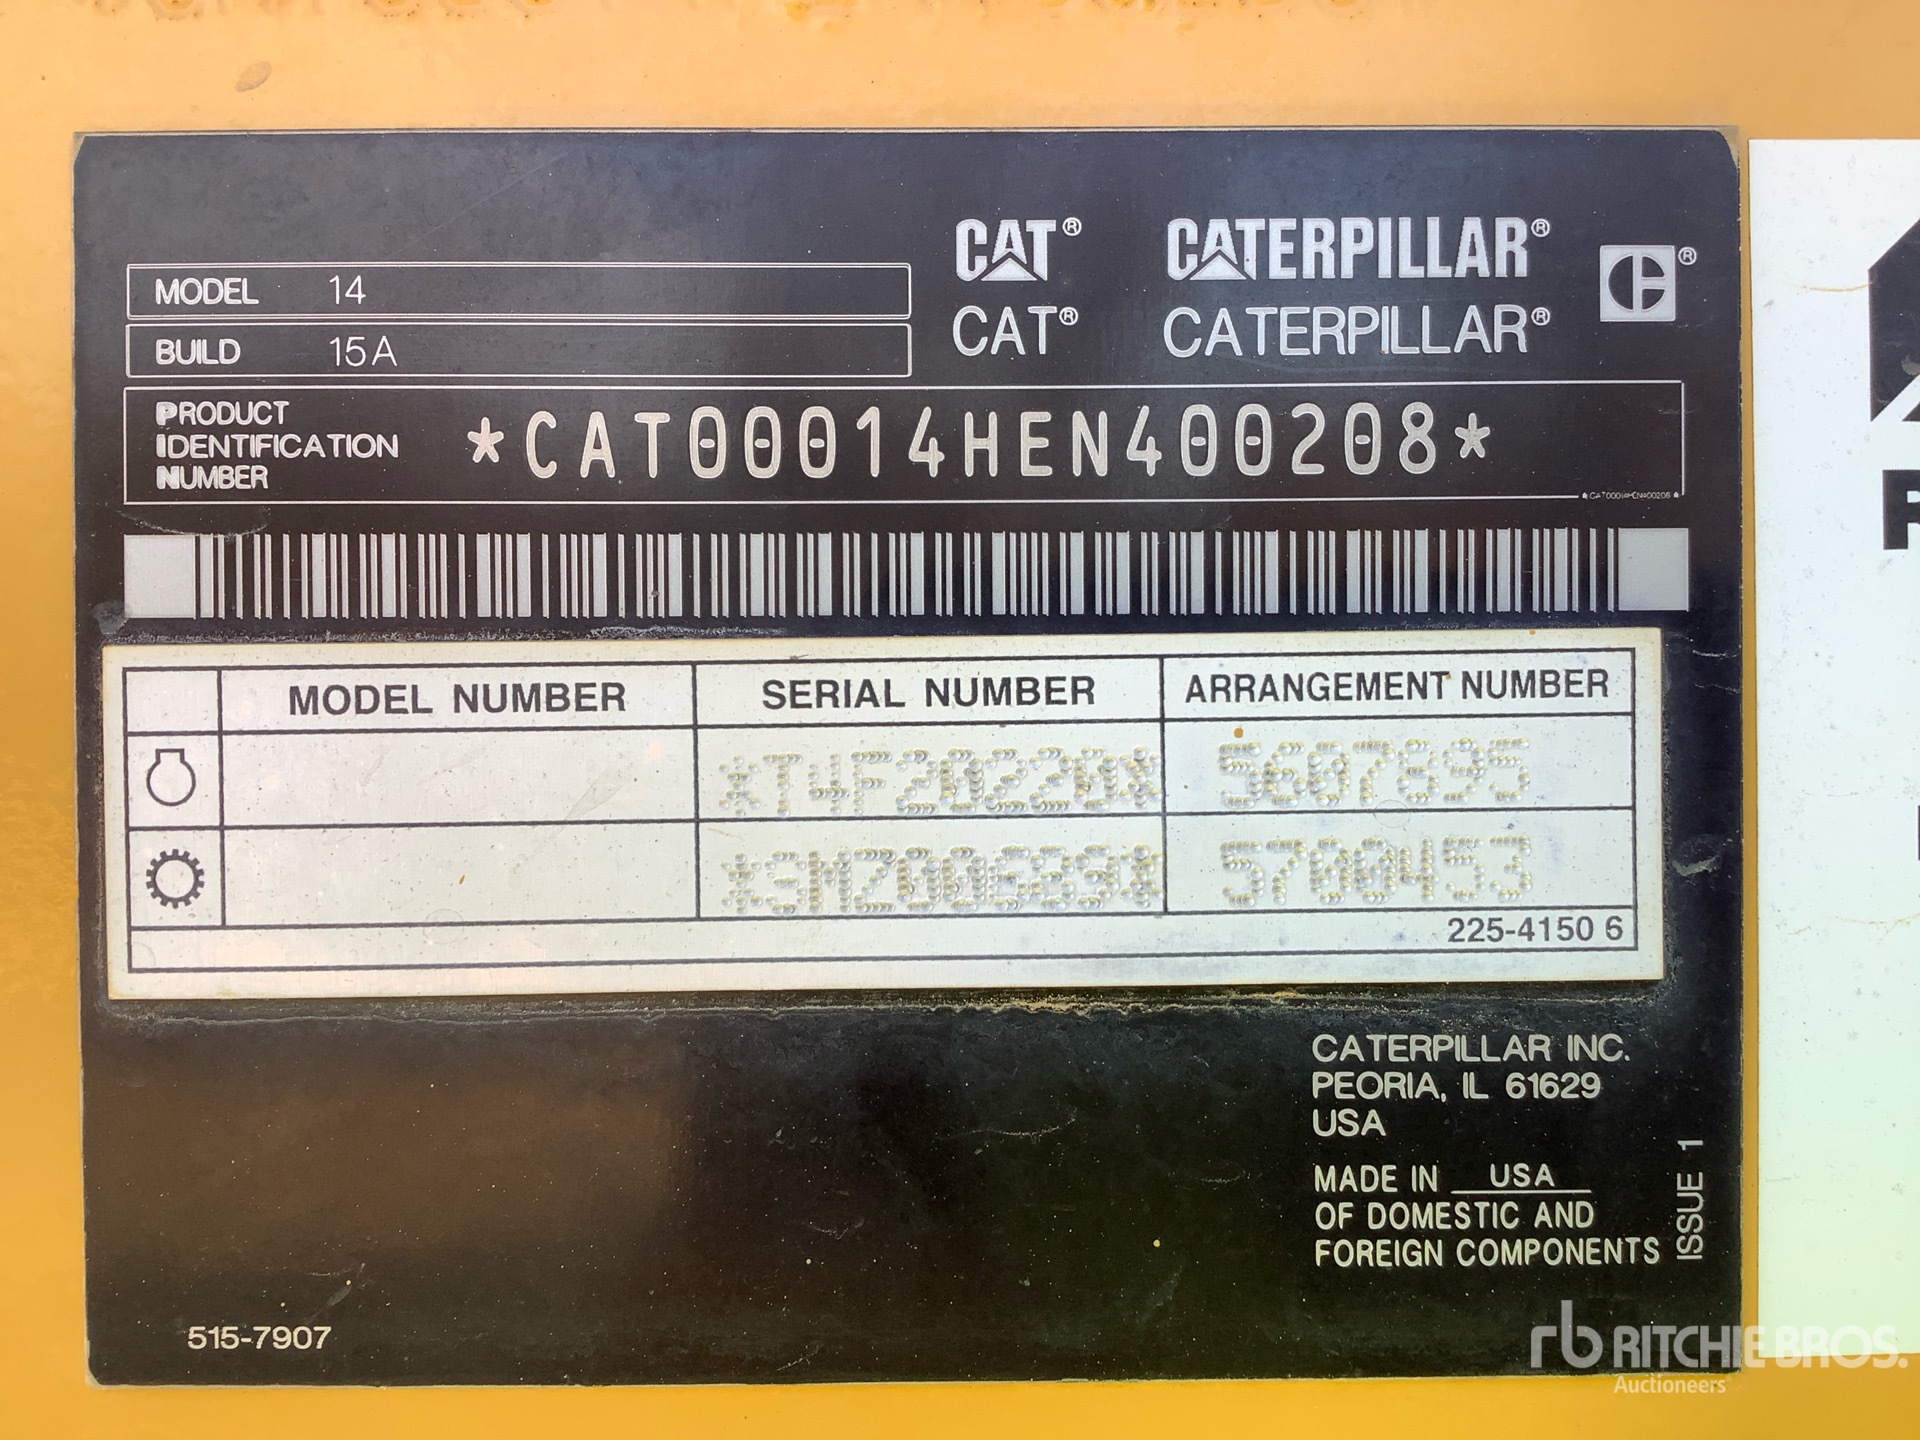 CAT® CATERPILLAR® ®
MODEL 14
CAT® CATERPILLAR®
BUILD 15A
PRODUCT
IDENTIFICATION
NUMBER
*CAT00014HEN400208*
MODEL NUMBER SERIAL NUMBER ARRANGEMENT NUMBER
*T4F20220* 5607895
5700453
225-4150 6
CATERPILLAR INC.
PEORIA, IL 61629
USA
MADE IN USA
OF DOMESTIC AND
FOREIGN COMPONENTS
ISSUE 1
515-7907
rb RITCHIE BROS.
Auctioneers